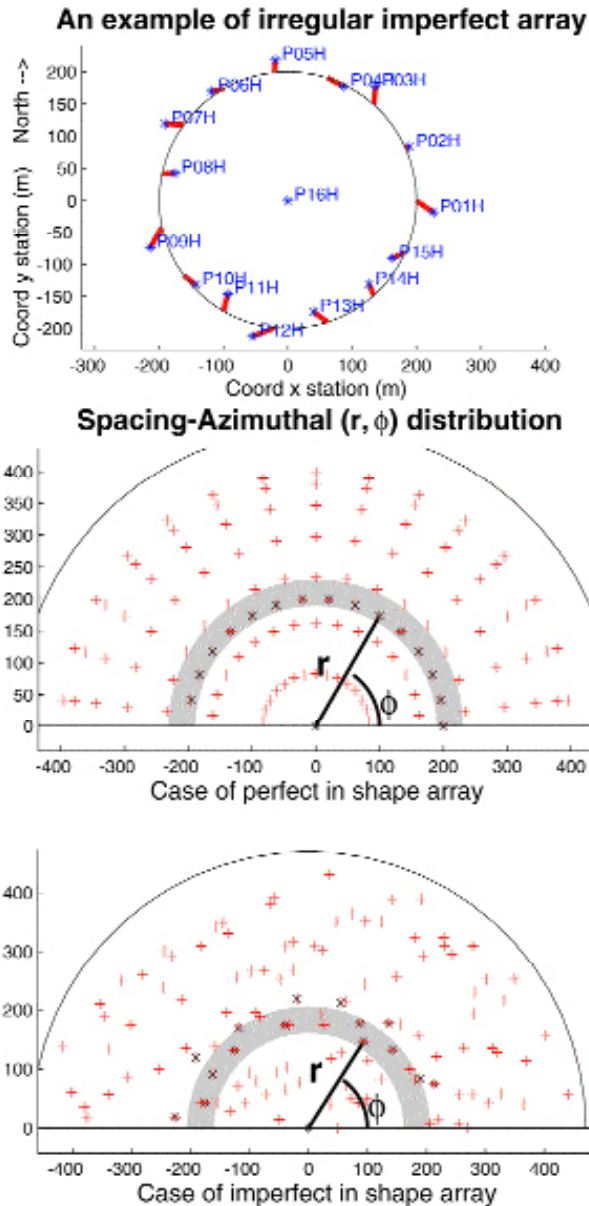 An example of irregular imperfect array
North -->
Coord y station (m)
200
150
100
50
0
-50
-100
-150
-200
P05H
P06H
P04H
P03H
P07H
P02H
P08H
P16H
P01H
P09H
P15H
P10H
P11H
P14H
P13H
P12H
-300 -200 -100 0 100 200 300 400
Coord x station (m)
Spacing-Azimuthal (r, ϕ) distribution
400
350
300
250
200
150
100
50
0
r
ϕ
-400 -300 -200 -100 0 100 200 300 400
Case of perfect in shape array
400
300
200
100
0
r
ϕ
-400 -300 -200 -100 0 100 200 300 400
Case of imperfect in shape array